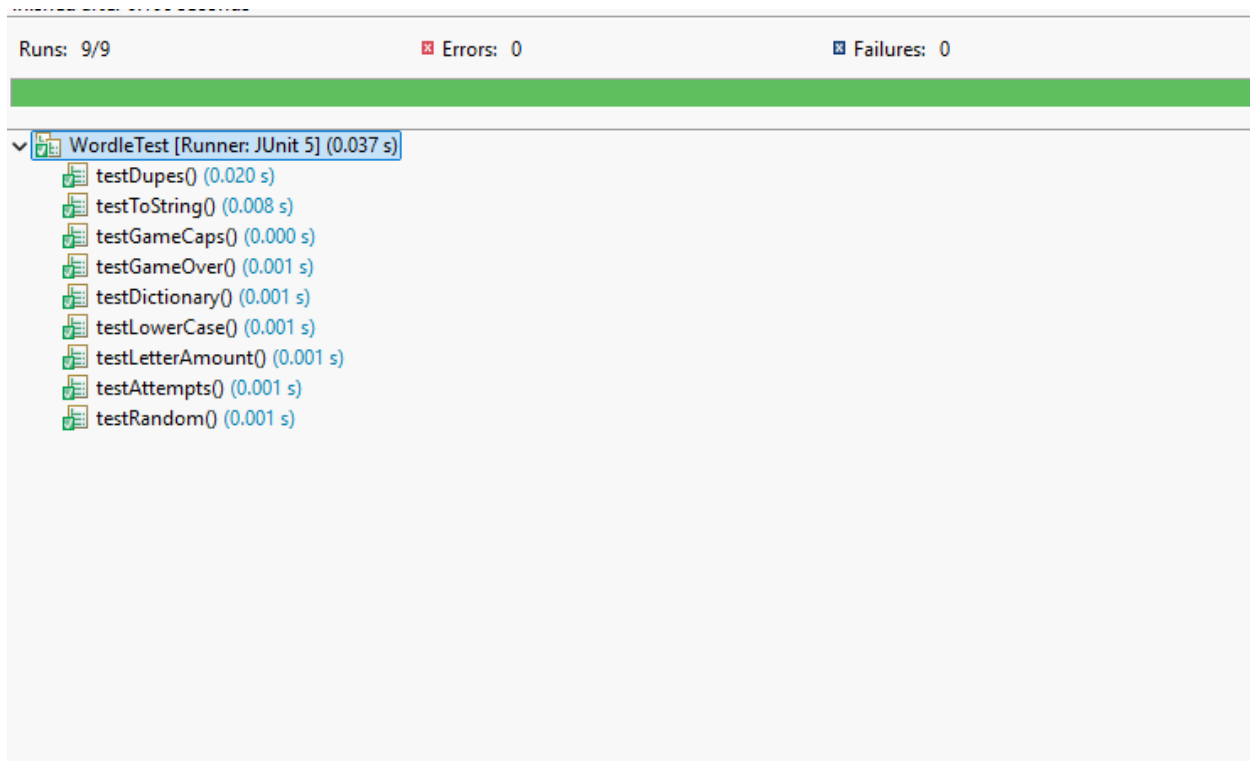 Runs: 9/9 Errors: 0 Failures: 0
WordleTest [Runner: JUnit 5] (0.037 s)
testDupes() (0.020 s)
testToString() (0.008 s)
testGameCaps() (0.000 s)
testGameOver() (0.001 s)
testDictionary() (0.001 s)
testLowerCase() (0.001 s)
testLetterAmount() (0.001 s)
testAttempts() (0.001 s)
testRandom() (0.001 s)